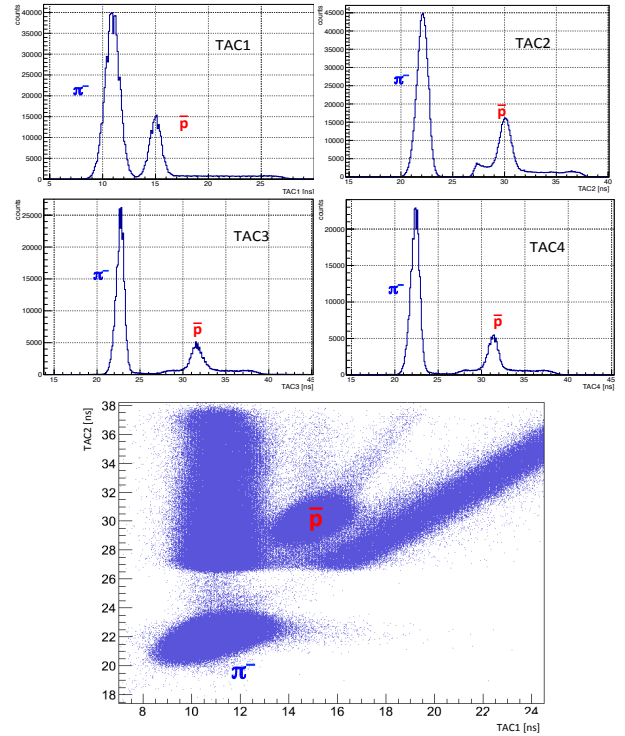 counts
40000
35000
30000
25000
20000
15000
10000
5000
0
TAC1
π⁻
p̄
5 10 15 20 25 30
TAC1 [ns]
counts
45000
40000
35000
30000
25000
20000
15000
10000
5000
0
TAC2
π⁻
p̄
15 20 25 30 35 40
TAC2 [ns]
counts
25000
20000
15000
10000
5000
0
TAC3
π⁻
p̄
15 20 25 30 35 40 45
TAC3 [ns]
counts
20000
15000
10000
5000
0
TAC4
π⁻
p̄
15 20 25 30 35 40 45
TAC4 [ns]
TAC2 [ns]
38
36
34
32
30
28
26
24
22
20
18
p̄
π⁻
8 10 12 14 16 18 20 22 24
TAC1 [ns]